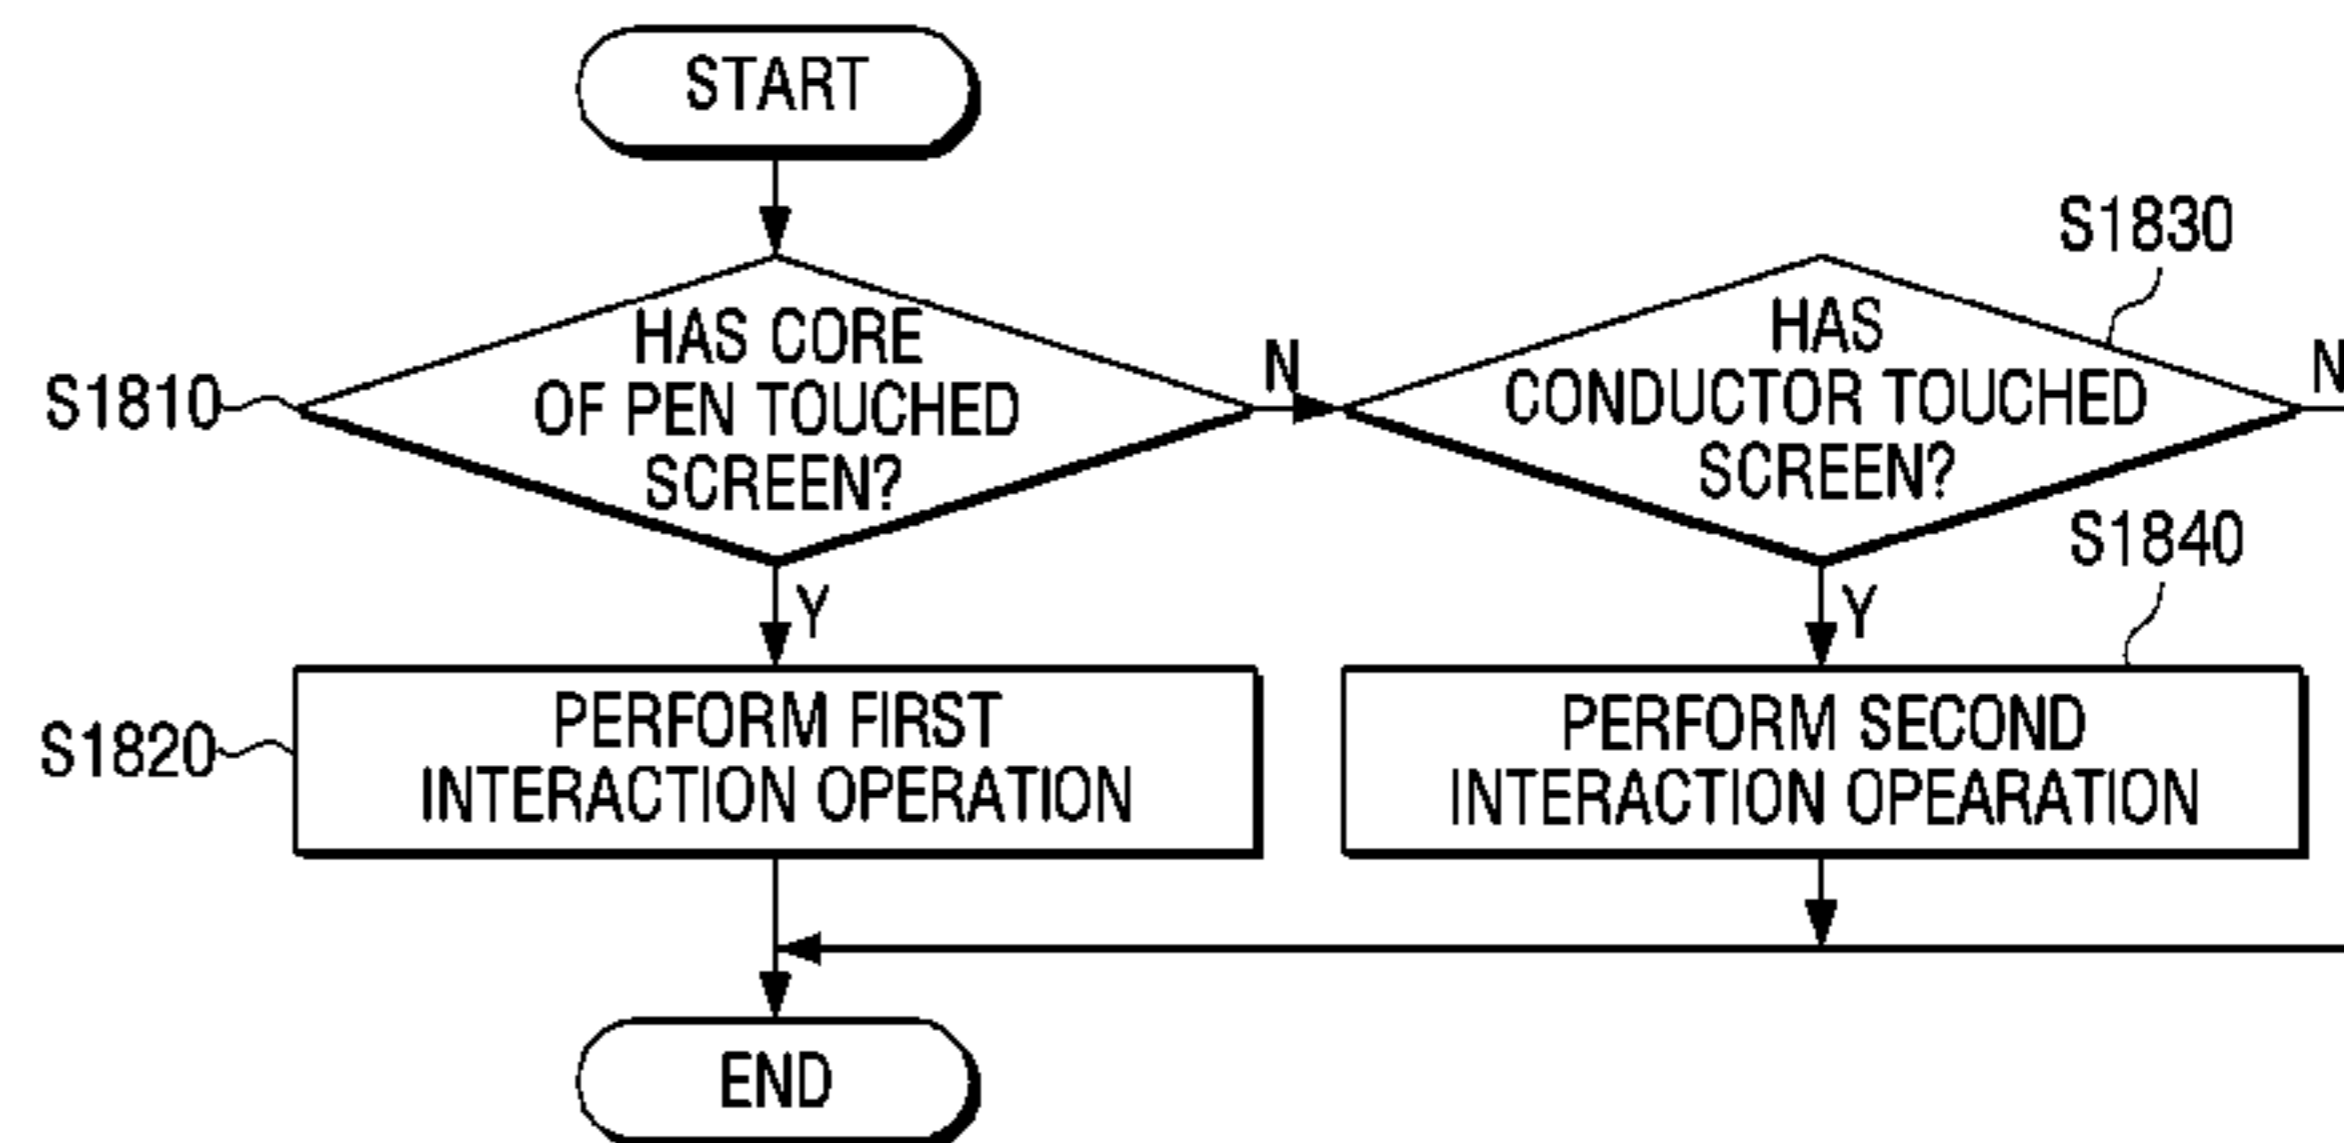 START
S1810
HAS CORE
OF PEN TOUCHED
SCREEN?
N
S1830
HAS
CONDUCTOR TOUCHED
SCREEN?
N
Y
S1820
PERFORM FIRST
INTERACTION OPERATION
Y
S1840
PERFORM SECOND
INTERACTION OPEARATION
END